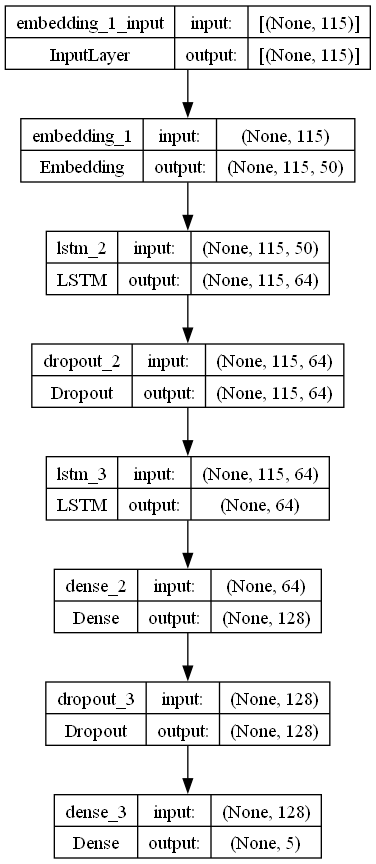 embedding_1_input input: [(None, 115)]
InputLayer output: [(None, 115)]
embedding_1 input: (None, 115)
Embedding output: (None, 115, 50)
lstm_2 input: (None, 115, 50)
LSTM output: (None, 115, 64)
dropout_2 input: (None, 115, 64)
Dropout output: (None, 115, 64)
lstm_3 input: (None, 115, 64)
LSTM output: (None, 64)
dense_2 input: (None, 64)
Dense output: (None, 128)
dropout_3 input: (None, 128)
Dropout output: (None, 128)
dense_3 input: (None, 128)
Dense output: (None, 5)